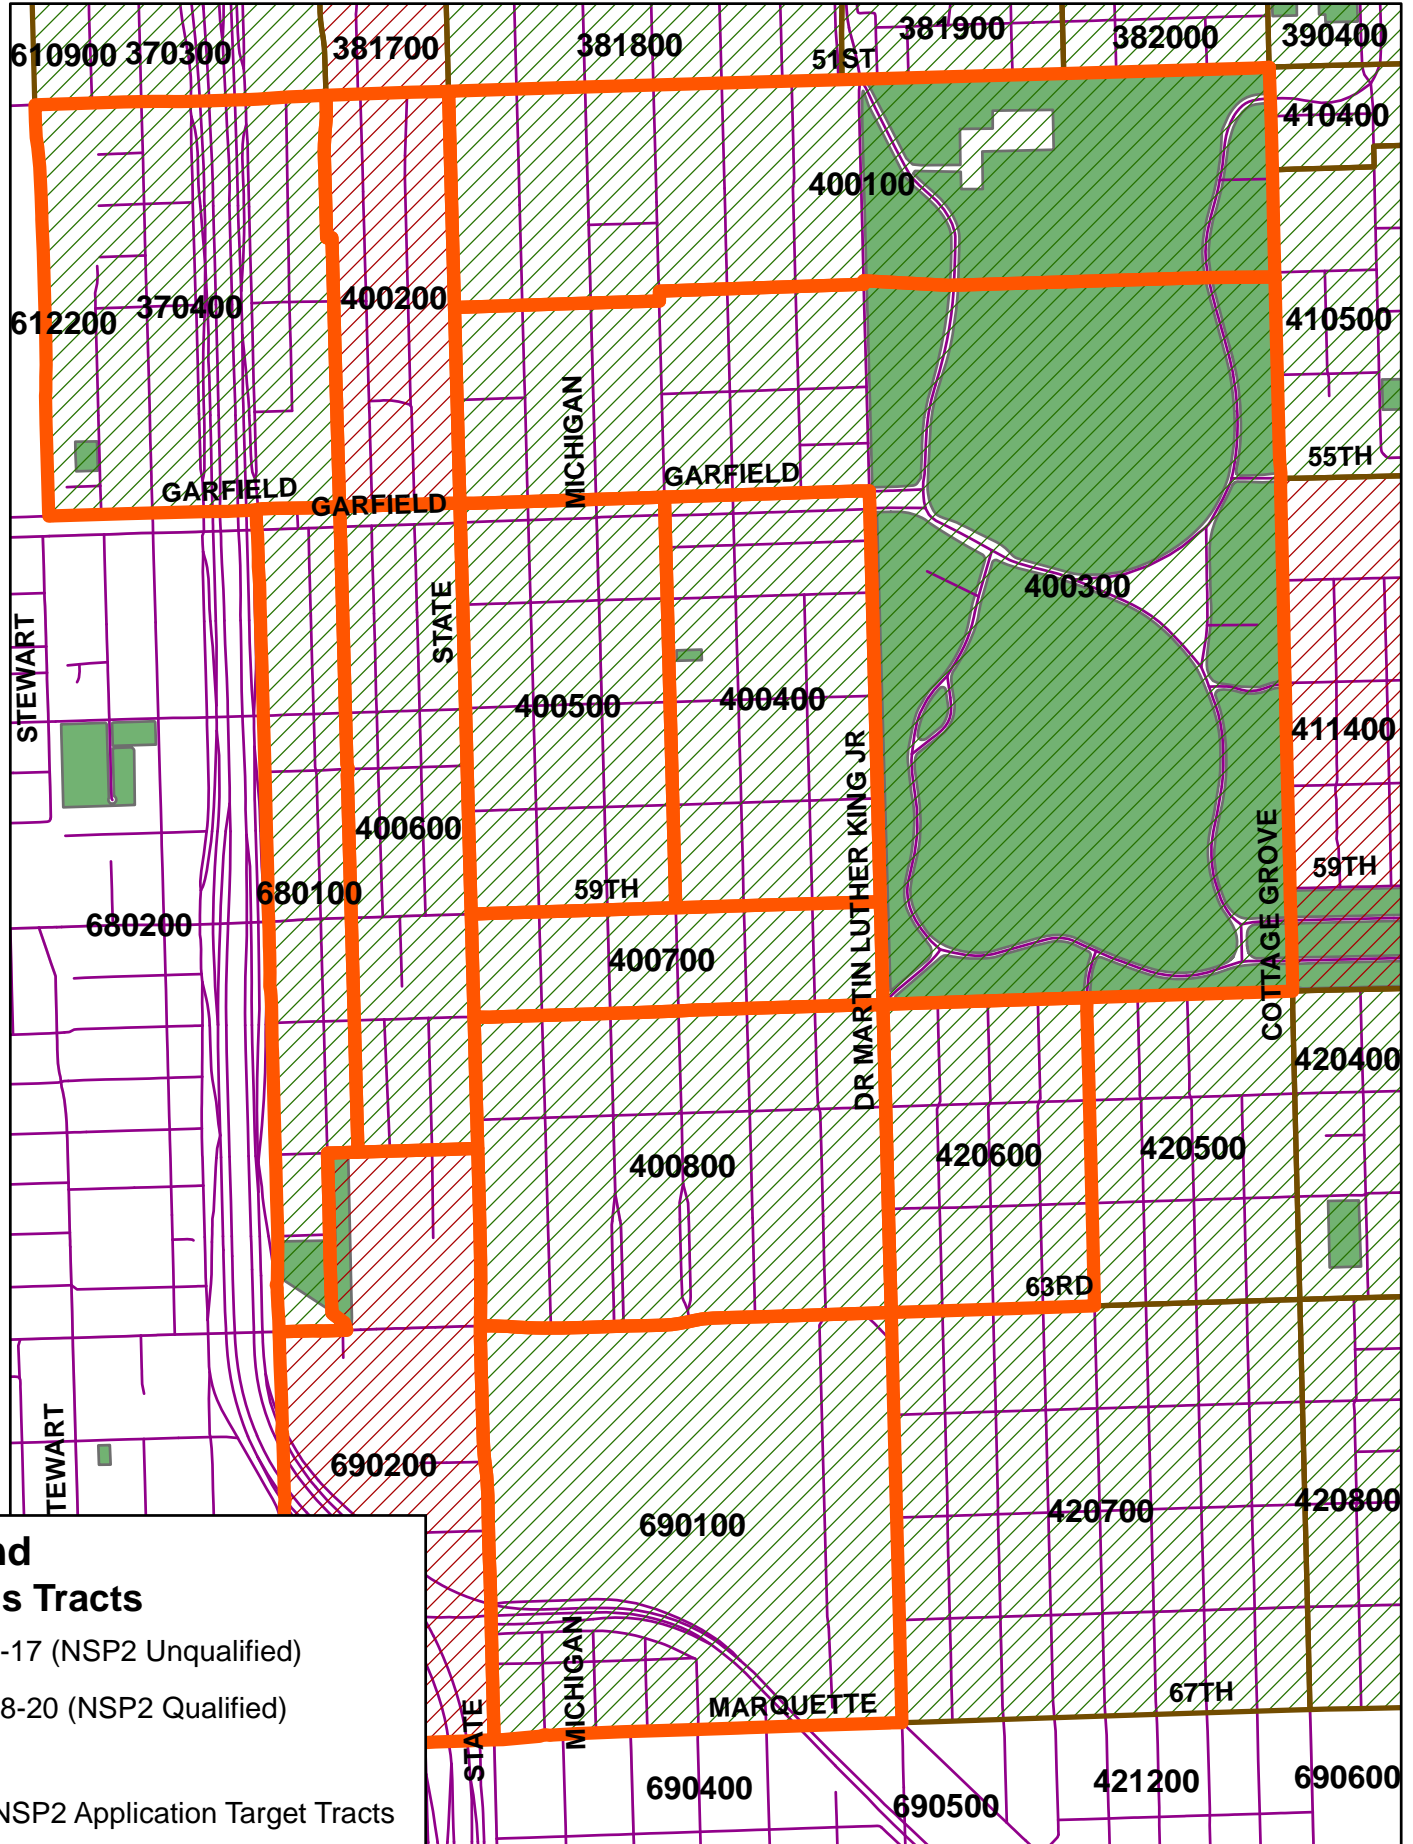 610900
370300
381700
381800
381900
382000
390400
51ST
410400
400100
370400
400200
612200
410500
MICHIGAN
55TH
GARFIELD
GARFIELD
GARFIELD
400300
STATE
STEWART
400500
400400
411400
DR MARTIN LUTHER KING JR
COTTAGE GROVE
400600
59TH
59TH
680100
680200
400700
420400
400800
420600
420500
63RD
TEWART
690200
690100
420700
420800
MICHIGAN
67TH
MARQUETTE
STATE
690400
690500
421200
690600
nd
s Tracts
-17 (NSP2 Unqualified)
8-20 (NSP2 Qualified)
NSP2 Application Target Tracts